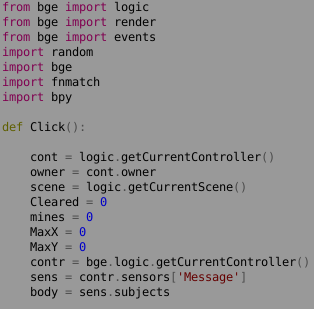 from bge import logic
from bge import render
from bge import events
import random
import bge
import fnmatch
import bpy
def Click():
cont = logic.getCurrentController()
owner = cont.owner
scene = logic.getCurrentScene()
Cleared = 0
mines = 0
MaxX = 0
MaxY = 0
contr = bge.logic.getCurrentController()
sens = contr.sensors['Message']
body = sens.subjects